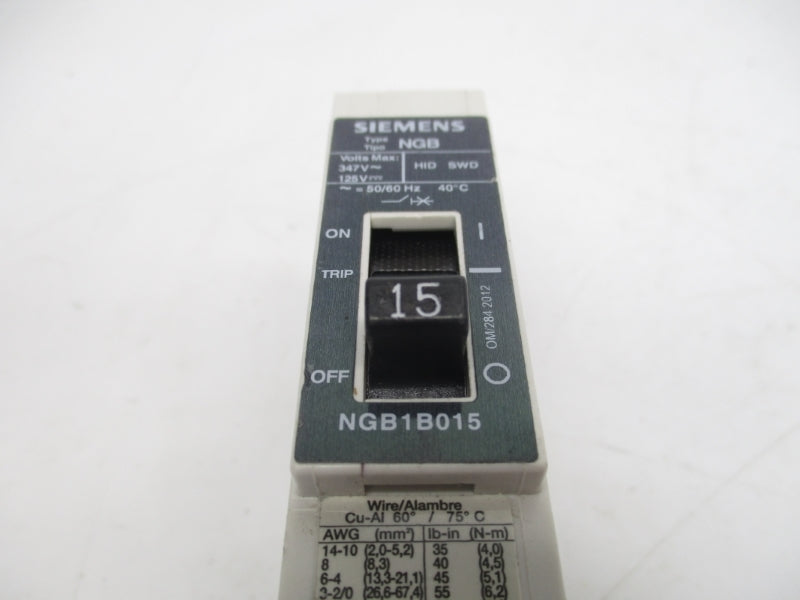 SIEMENS
Type
Tipo NGB
Volts Max:
347V~ HID SWD
125V⎓
~ = 50/60 Hz 40°C
ON I
TRIP
15
OM/284 2012
OFF O
NGB1B015
Wire/Alambre
Cu-Al 60° / 75° C
AWG (mm²) lb-in (N-m)
14-10 (2,0-5,2) 35 (4,0)
8 (8,3) 40 (4,5)
6-4 (13,3-21,1) 45 (5,1)
3-2/0 (26,6-67,4) 55 (6,2)